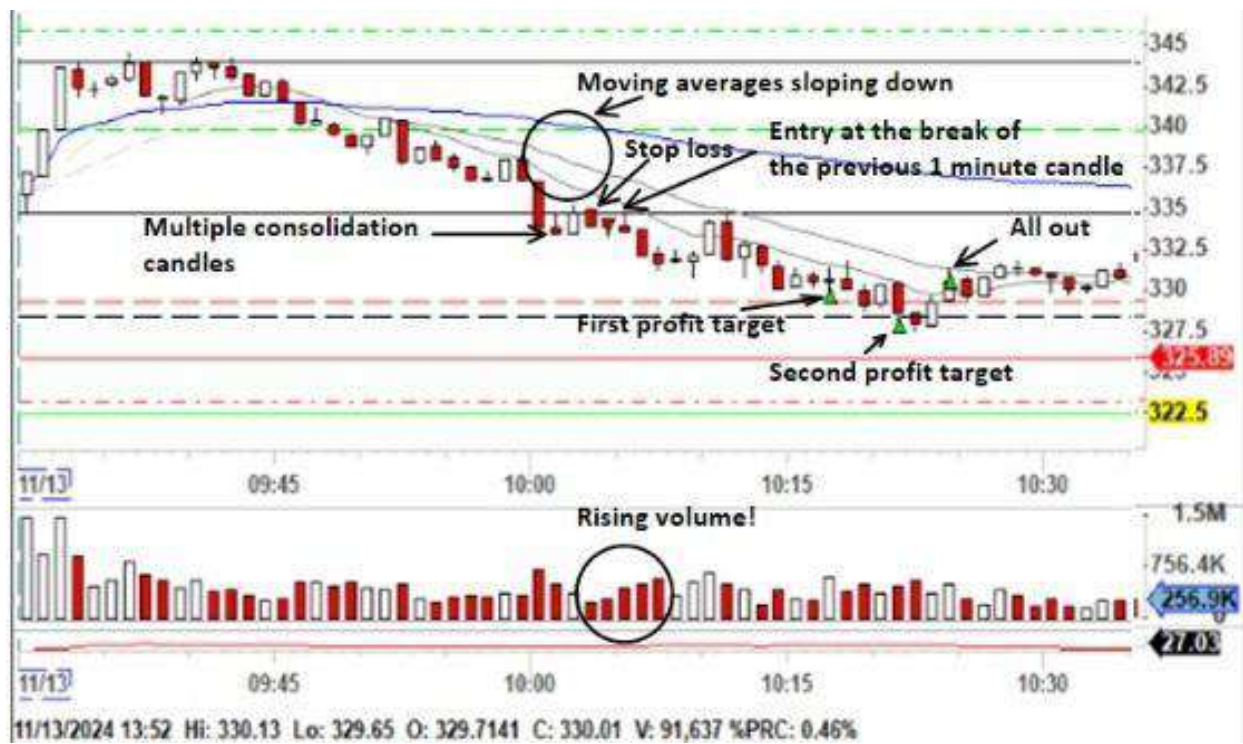 345
Moving averages sloping down
342.5
340
Entry at the break of
Stop loss
the previous 1 minute candle
337.5
335
Multiple consolidation
candles
All out
332.5
330
First profit target
327.5
325.89
Second profit target
325
322.5
11/13 09:45 10:00 10:15 10:30
Rising volume!
1.5M
756.4K
256.9K
0
27.03
11/13 09:45 10:00 10:15 10:30
11/13/2024 13:52 Hi: 330.13 Lo: 329.65 O: 329.7141 C: 330.01 V: 91,637 %PRC: 0.46%